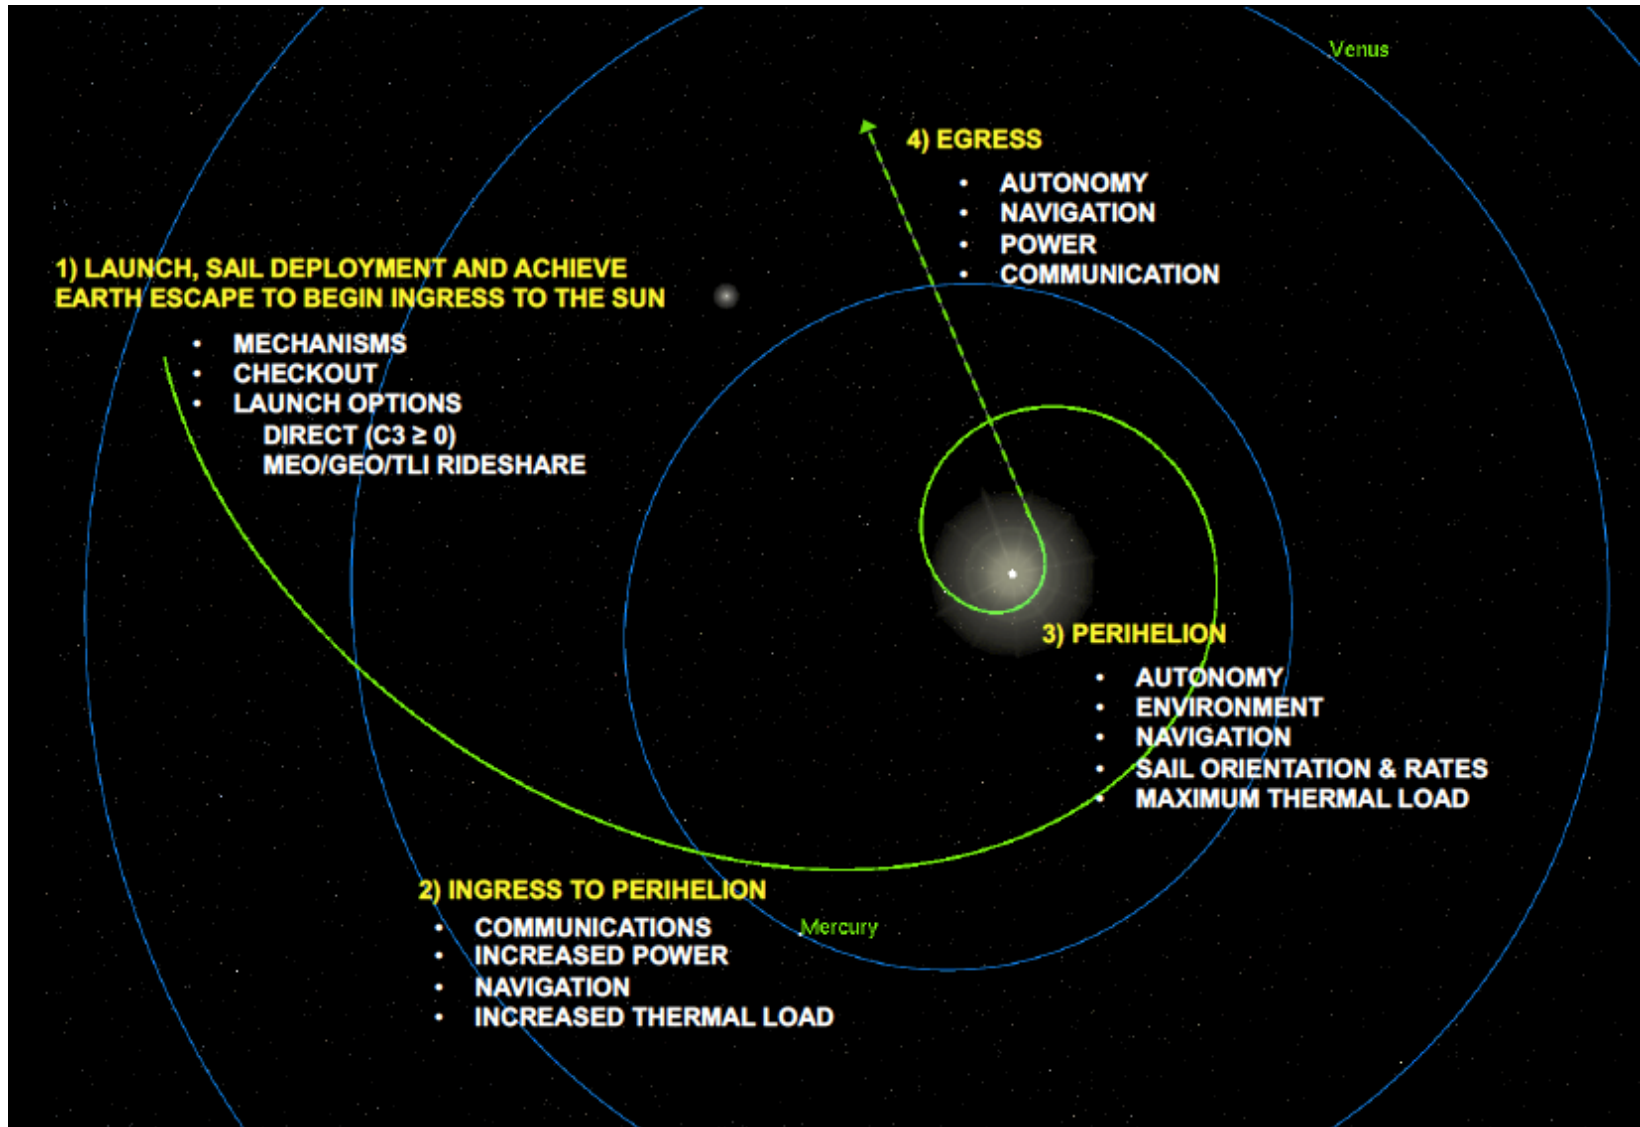 Venus
4) EGRESS
• AUTONOMY
• NAVIGATION
• POWER
• COMMUNICATION
1) LAUNCH, SAIL DEPLOYMENT AND ACHIEVE
EARTH ESCAPE TO BEGIN INGRESS TO THE SUN
• MECHANISMS
• CHECKOUT
• LAUNCH OPTIONS
DIRECT (C3 ≥ 0)
MEO/GEO/TLI RIDESHARE
3) PERIHELION
• AUTONOMY
• ENVIRONMENT
• NAVIGATION
• SAIL ORIENTATION & RATES
• MAXIMUM THERMAL LOAD
2) INGRESS TO PERIHELION
• COMMUNICATIONS
• INCREASED POWER
• NAVIGATION
• INCREASED THERMAL LOAD
Mercury